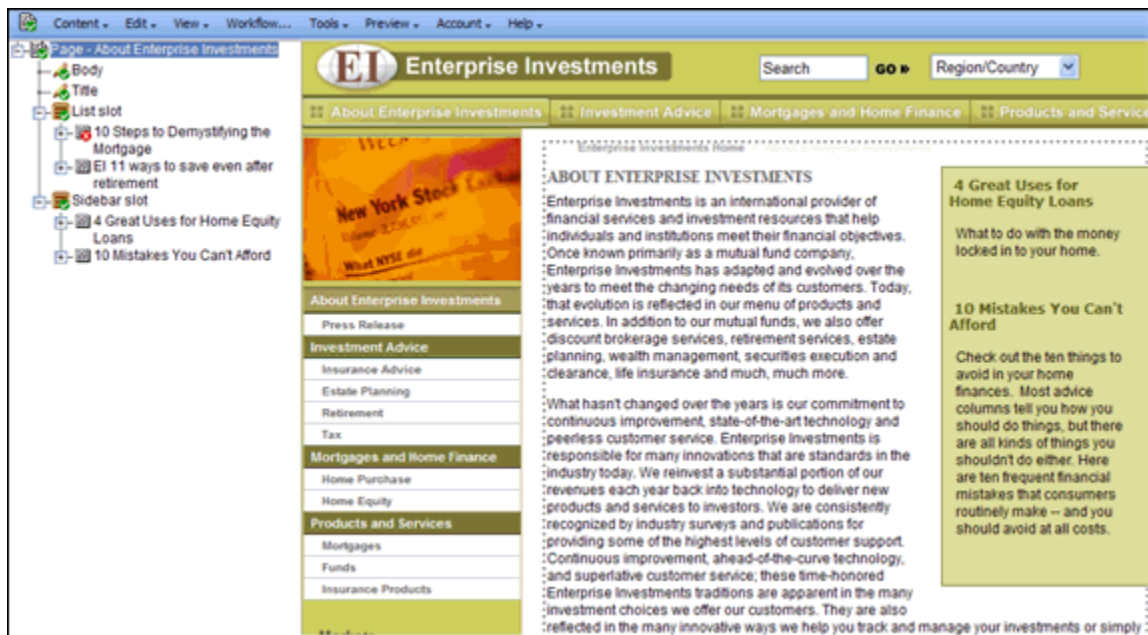 Content Edit View Workflow... Tools Preview Account Help
Page - About Enterprise Investments
Body
Title
List slot
10 Steps to Demystifying the
Mortgage
EI 11 ways to save even after
retirement
Sidebar slot
4 Great Uses for Home Equity
Loans
10 Mistakes You Can't Afford
EI Enterprise Investments
Search GO Region/Country
About Enterprise Investments Investment Advice Mortgages and Home Finance Products and Service
New York Stock Exchan
What NYSE die
About Enterprise Investments
Press Release
Investment Advice
Insurance Advice
Estate Planning
Retirement
Tax
Mortgages and Home Finance
Home Purchase
Home Equity
Products and Services
Mortgages
Funds
Insurance Products
Enterprise Investments Home About Enterprise Investments
ABOUT ENTERPRISE INVESTMENTS
Enterprise Investments is an international provider of
financial services and investment resources that help
individuals and institutions meet their financial objectives.
Once known primarily as a mutual fund company,
Enterprise Investments has adapted and evolved over the
years to meet the changing needs of its customers. Today,
that evolution is reflected in our menu of products and
services. In addition to our mutual funds, we also offer
discount brokerage services, retirement services, estate
planning, wealth management, securities execution and
clearance, life insurance and much, much more.
What hasn't changed over the years is our commitment to
continuous improvement, state-of-the-art technology and
peerless customer service. Enterprise Investments is
responsible for many innovations that are standards in the
industry today. We reinvest a substantial portion of our
revenues each year back into technology to deliver new
products and services to investors. We are consistently
recognized by industry surveys and publications for
providing some of the highest levels of customer support.
Continuous improvement, ahead-of-the-curve technology,
and superlative customer service; these time-honored
Enterprise Investments traditions are apparent in the many
investment choices we offer our customers. They are also
reflected in the many innovative ways we help you track and manage your investments or simply
4 Great Uses for
Home Equity Loans
What to do with the money
locked in to your home.
10 Mistakes You Can't
Afford
Check out the ten things to
avoid in your home
finances. Most advice
columns tell you how you
should do things, but there
are all kinds of things you
shouldn't do either. Here
are ten frequent financial
mistakes that consumers
routinely make -- and you
should avoid at all costs.